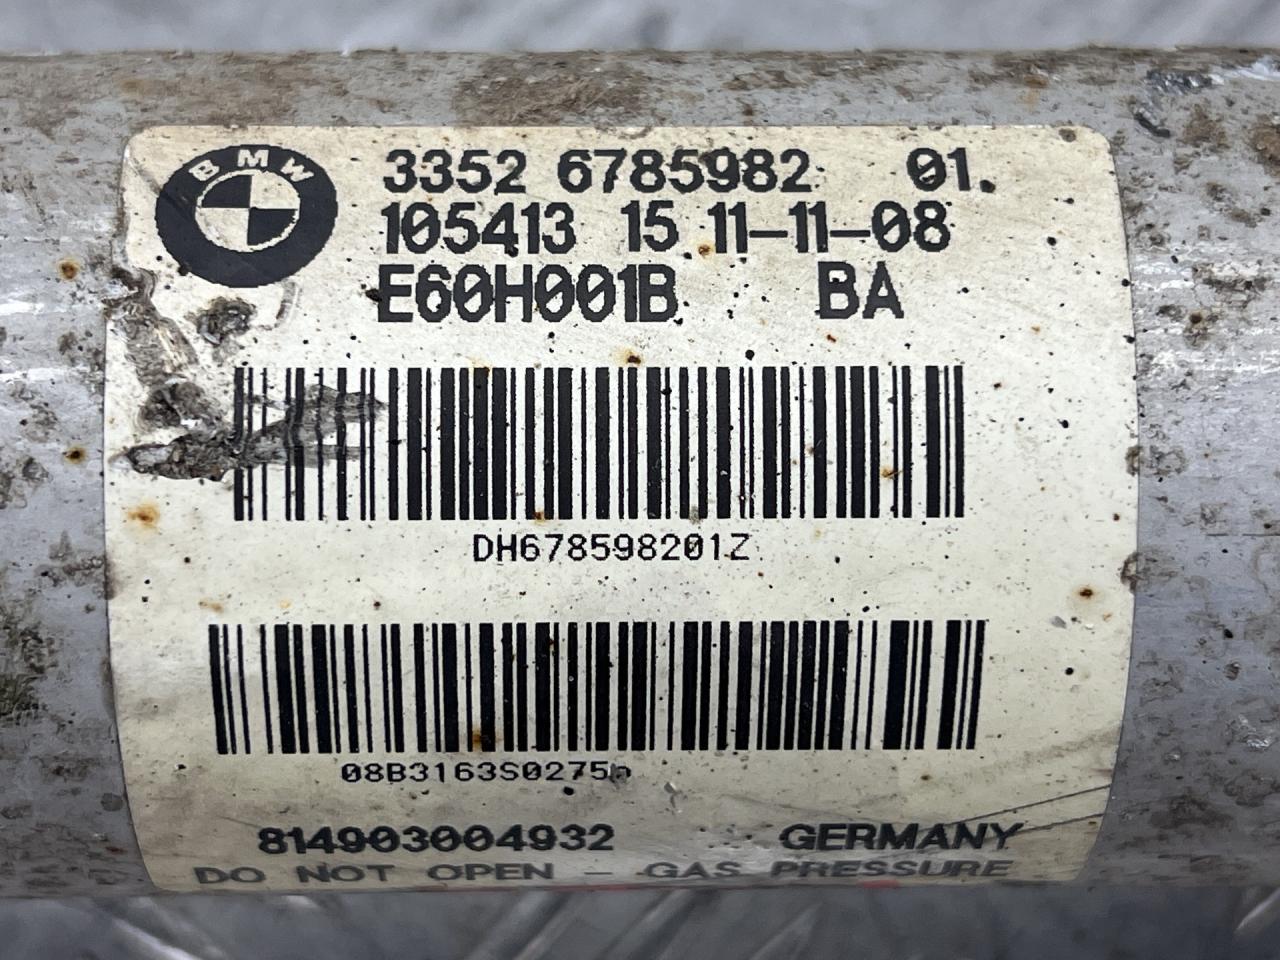 BMW
3352 6785982 01.
105413 15 11-11-08
E60H001B BA
DH678598201Z
08B3163S0275
814903004932 GERMANY
DO NOT OPEN - GAS PRESSURE